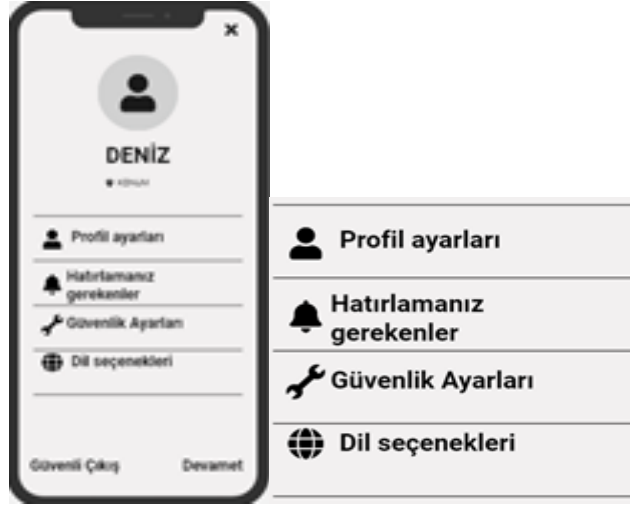 DENİZ
KONUM
Profil ayarları
Hatırlamanız
gerekenler
Güvenlik Ayarları
Dil seçenekleri
Güvenli Çıkış
Devamet
Profil ayarları
Hatırlamanız
gerekenler
Güvenlik Ayarları
Dil seçenekleri